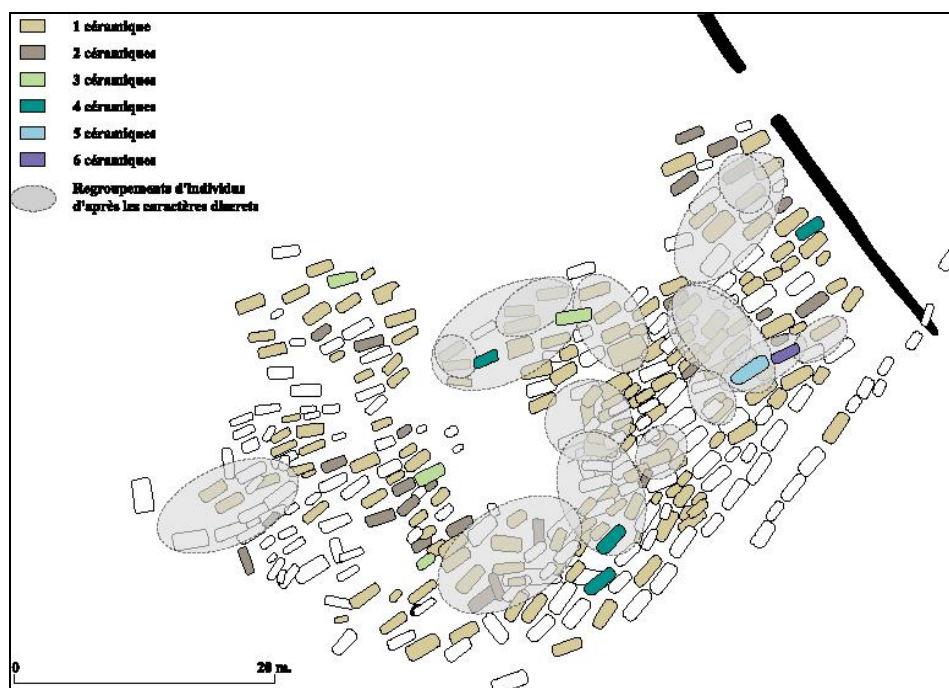 1 céramique
2 céramiques
3 céramiques
4 céramiques
5 céramiques
6 céramiques
Regroupements d'individus
d'après les caractères discrets
0
20 m.